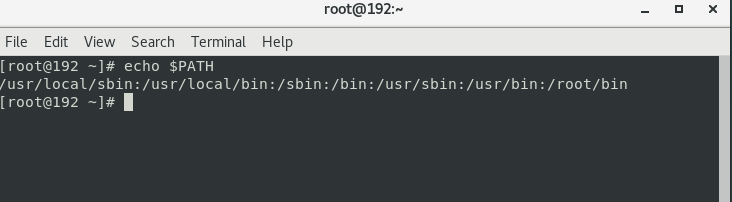 root@192:~
File Edit View Search Terminal Help
[root@192 ~]# echo $PATH
/usr/local/sbin:/usr/local/bin:/sbin:/bin:/usr/sbin:/usr/bin:/root/bin
[root@192 ~]#